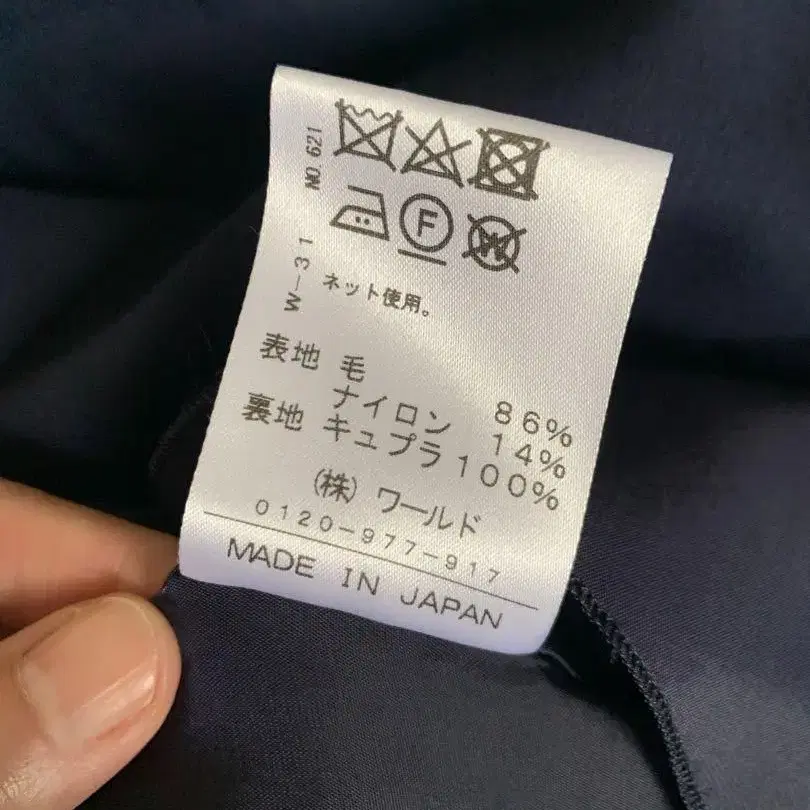 NO. 621
F
W
W-31
ネット使用。
表地 毛 86%
ナイロン 14%
裏地 キュプラ 100%
(株) ワールド
0120-977-917
MADE IN JAPAN